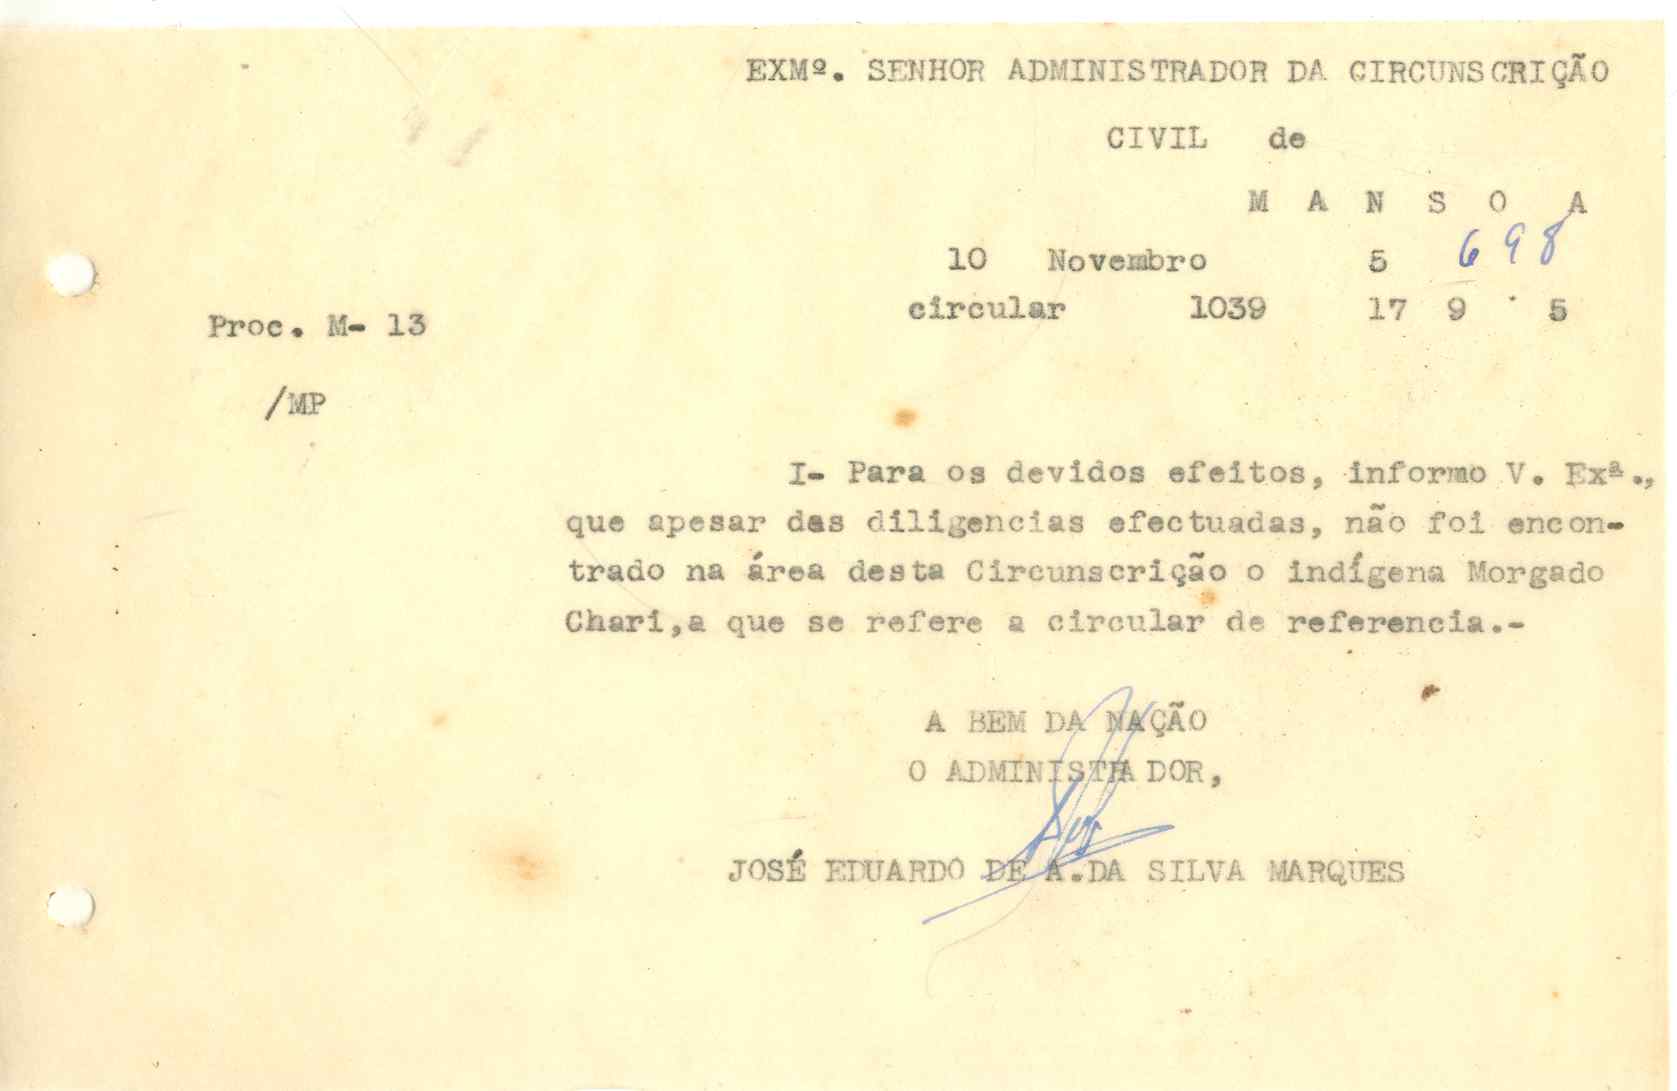 EXMº. SENHOR ADMINISTRADOR DA CIRCUNSCRIÇÃO
CIVIL de
M A N S O A
10 Novembro 5 698
circular 1039 17 9 5
Proc. M- 13
/MP
I- Para os devidos efeitos, informo V. Exª.,
que apesar das diligencias efectuadas, não foi encon-
trado na área desta Circunscrição o indígena Morgado
Chari,a que se refere a circular de referencia.-
A BEM DA NAÇÃO
O ADMINISTRADOR,
JOSÉ EDUARDO DE A.DA SILVA MARQUES